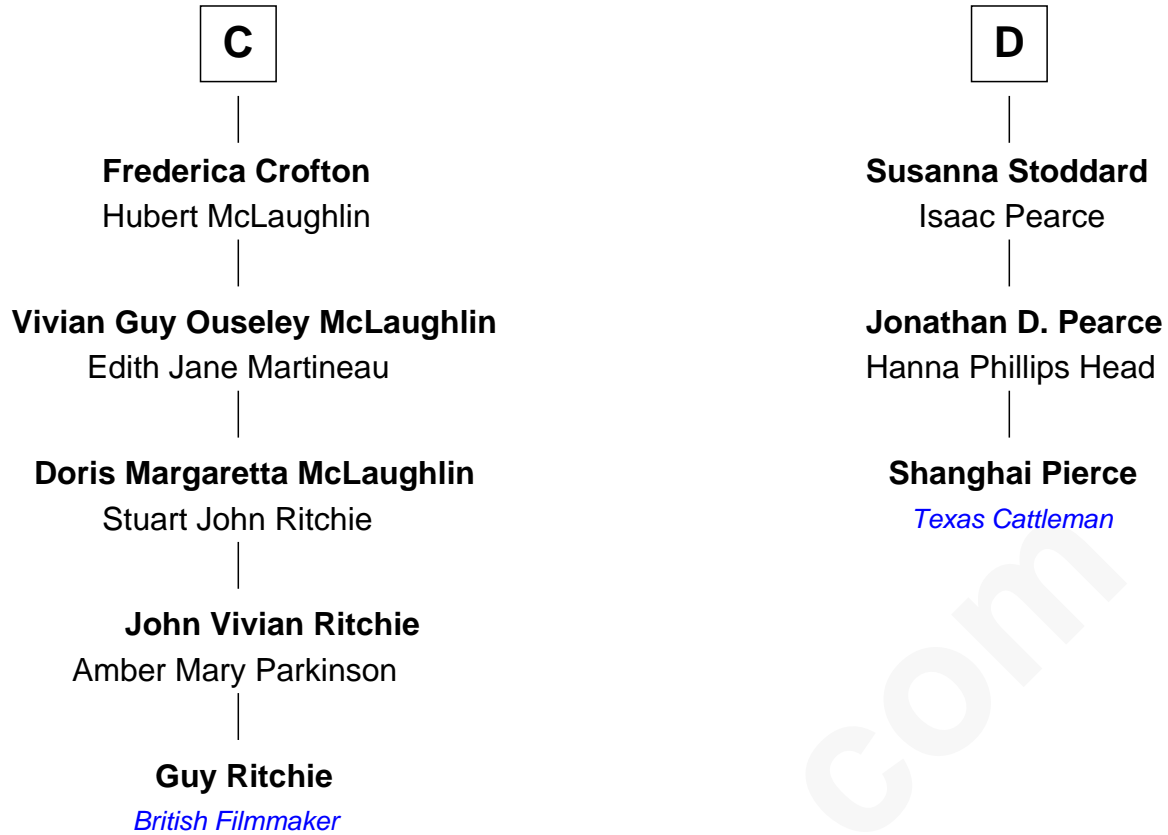 C
Frederica Crofton
Hubert McLaughlin
Vivian Guy Ouseley McLaughlin
Edith Jane Martineau
Doris Margaretta McLaughlin
Stuart John Ritchie
John Vivian Ritchie
Amber Mary Parkinson
Guy Ritchie
British Filmmaker
D
Susanna Stoddard
Isaac Pearce
Jonathan D. Pearce
Hanna Phillips Head
Shanghai Pierce
Texas Cattleman
com